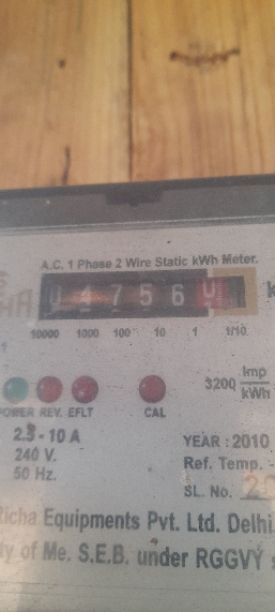 A.C. 1 Phase 2 Wire Static kWh Meter.
04756
10000 1000 100 10 1 1/10
3200 Imp/kWh
POWER REV. EFLT CAL
2.5 - 10 A
240 V.
50 Hz.
YEAR : 2010
Ref. Temp. -
SL. No.
Richa Equipments Pvt. Ltd. Delhi
of Me. S.E.B. under RGGVY